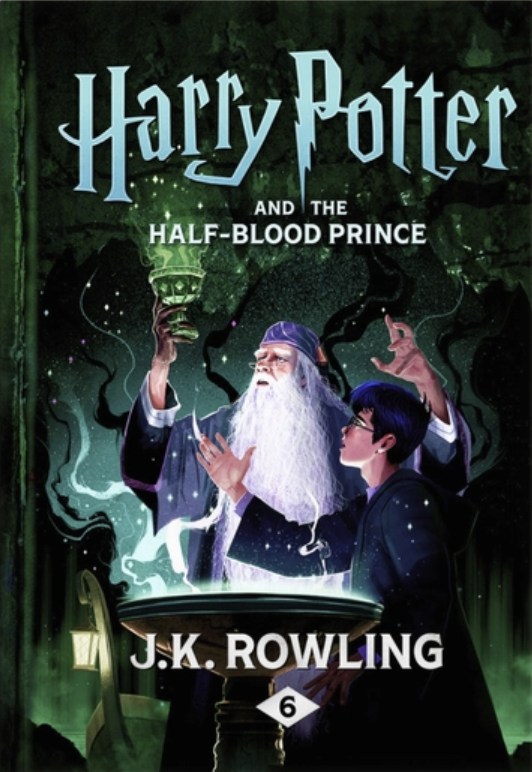 Harry Potter
AND THE
HALF-BLOOD PRINCE
J.K. ROWLING
6